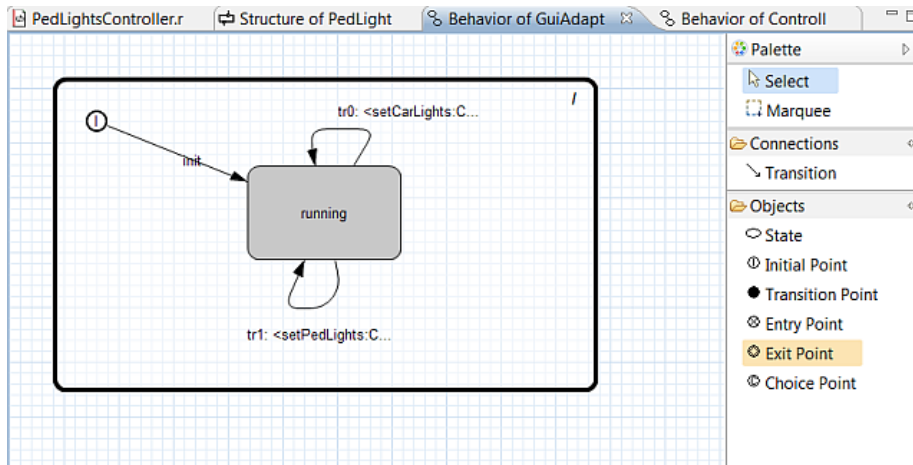 PedLightsController.r
Structure of PedLight
Behavior of GuiAdapt
Behavior of Controll
Palette
Select
Marquee
Connections
Transition
Objects
State
Initial Point
Transition Point
Entry Point
Exit Point
Choice Point
/
I
tr0: <setCarLights:C...
init
running
tr1: <setPedLights:C...